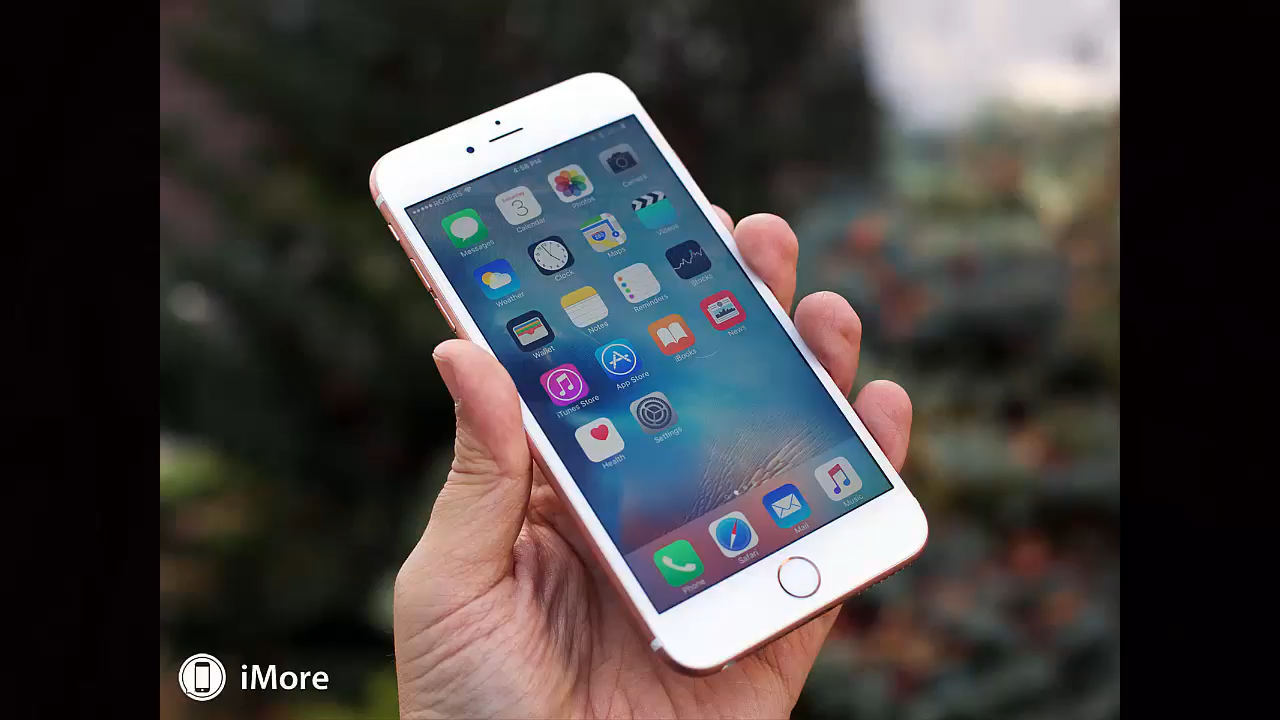 ●●●●● ROGERS
4:58 PM
Messages
Saturday
3
Calendar
Photos
Camera
Weather
Clock
Maps
Videos
Wallet
Notes
Reminders
Stocks
iTunes Store
App Store
iBooks
News
Health
Settings
Phone
Safari
Mail
Music
iMore